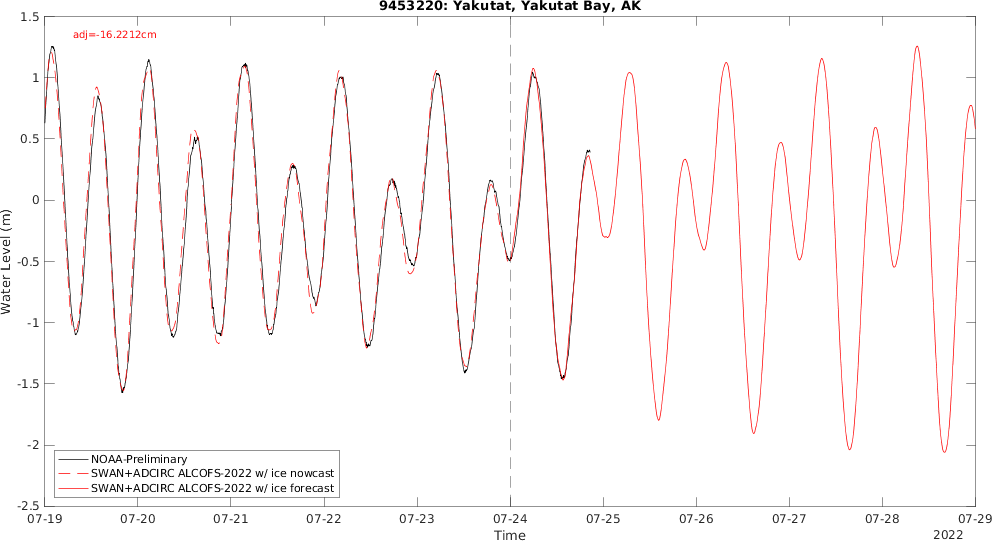 9453220: Yakutat, Yakutat Bay, AK
adj=-16.2212cm
Water Level (m)
1.5
1
0.5
0
-0.5
-1
-1.5
-2
-2.5
NOAA-Preliminary
SWAN+ADCIRC ALCOFS-2022 w/ ice nowcast
SWAN+ADCIRC ALCOFS-2022 w/ ice forecast
07-19 07-20 07-21 07-22 07-23 07-24 07-25 07-26 07-27 07-28 07-29
Time
2022